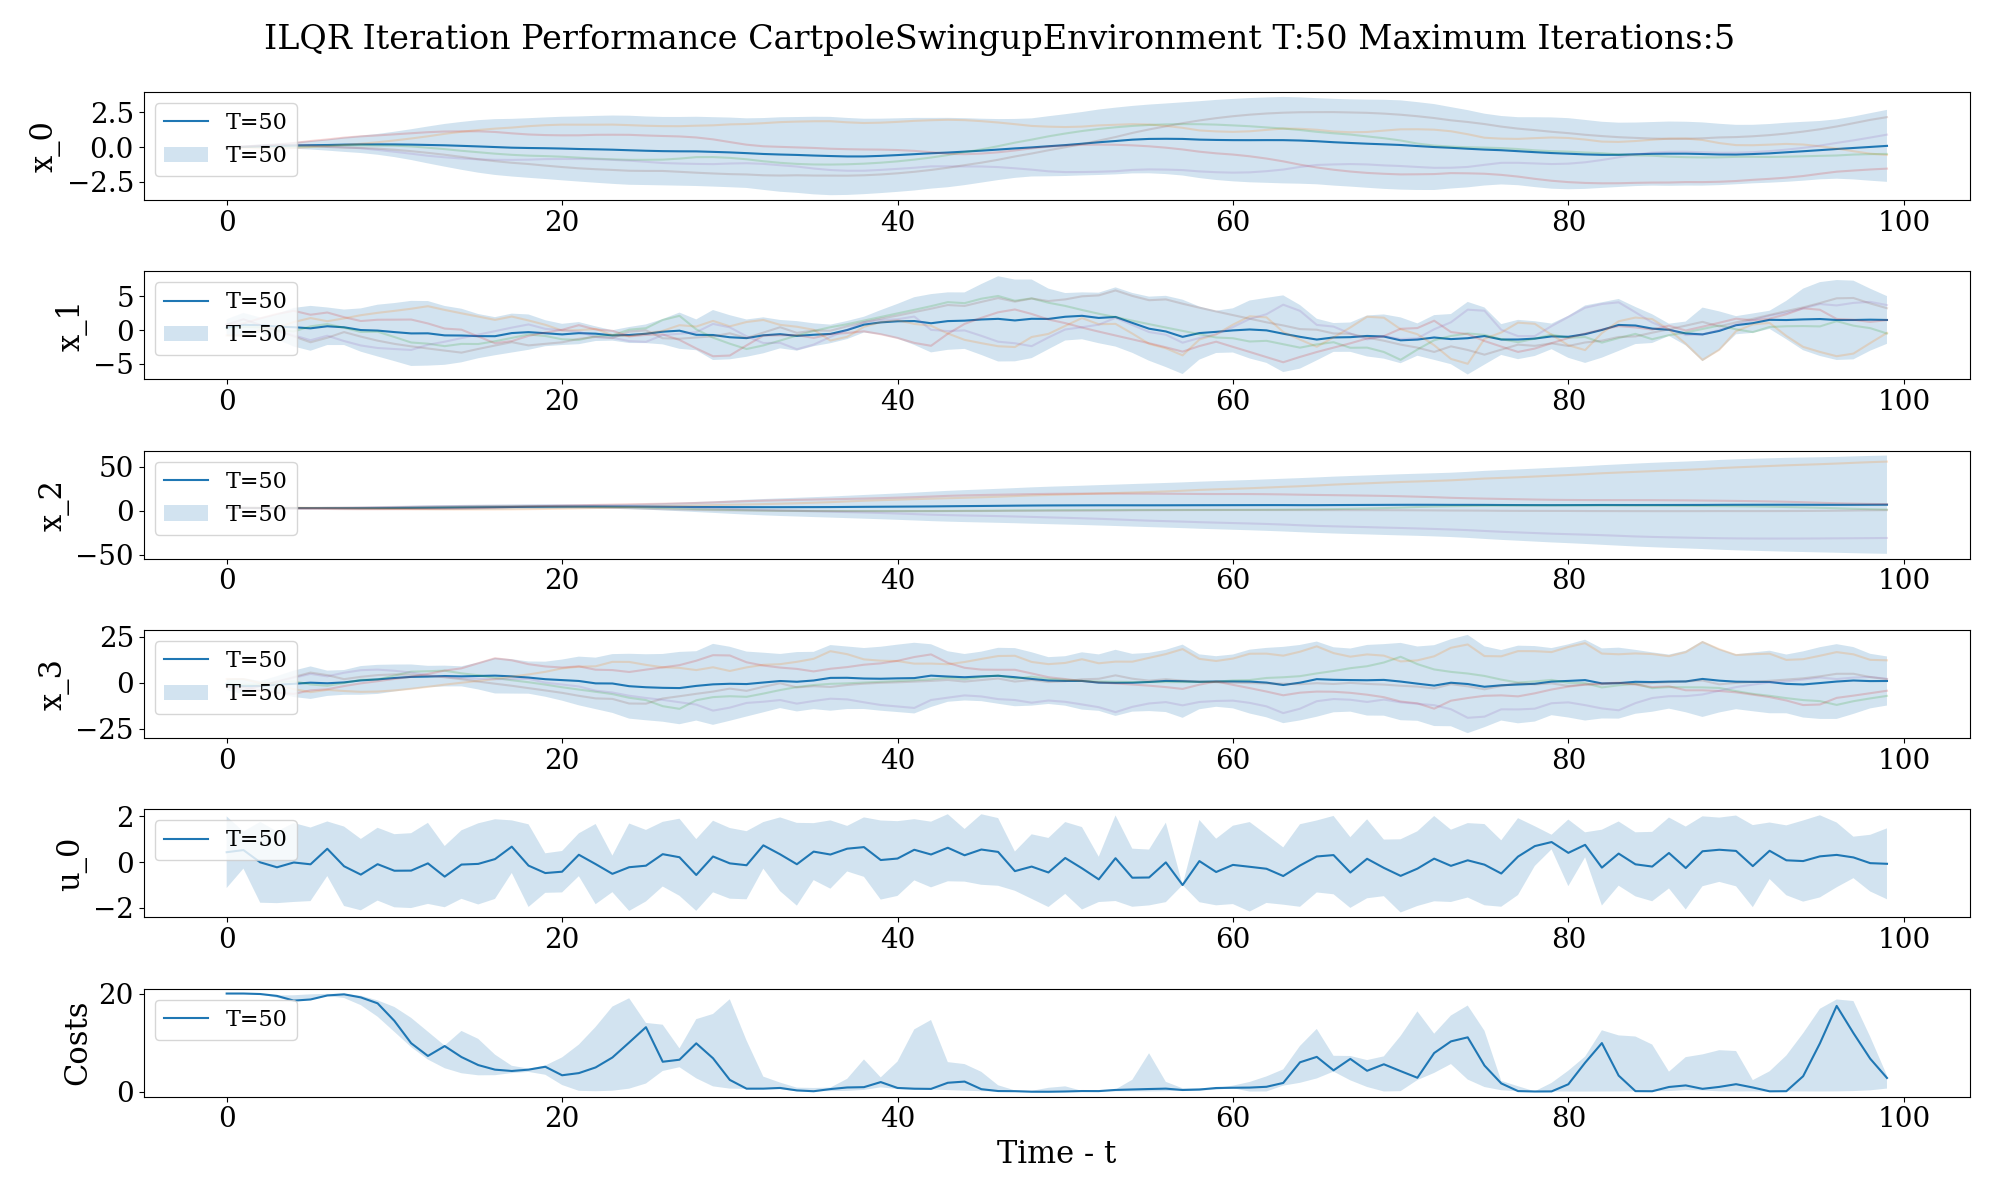 ILQR Iteration Performance CartpoleSwingupEnvironment T:50 Maximum Iterations:5
x_0
2.5
0.0
−2.5
T=50
T=50
0 20 40 60 80 100
x_1
5
0
−5
T=50
T=50
0 20 40 60 80 100
x_2
50
0
−50
T=50
T=50
0 20 40 60 80 100
x_3
25
0
−25
T=50
T=50
0 20 40 60 80 100
u_0
2
0
−2
T=50
0 20 40 60 80 100
Costs
20
0
T=50
0 20 40 60 80 100
Time - t